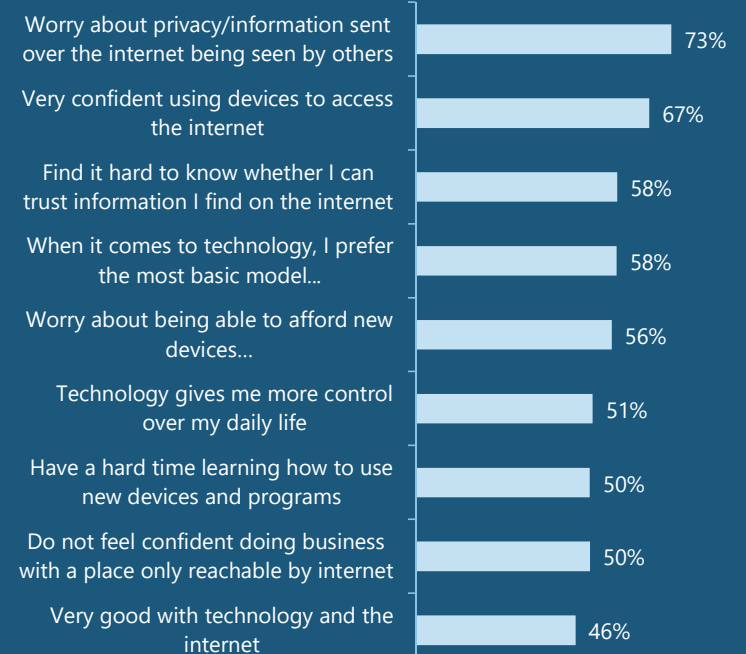 Worry about privacy/information sent
over the internet being seen by others
73%
Very confident using devices to access
the internet
67%
Find it hard to know whether I can
trust information I find on the internet
58%
When it comes to technology, I prefer
the most basic model...
58%
Worry about being able to afford new
devices...
56%
Technology gives me more control
over my daily life
51%
Have a hard time learning how to use
new devices and programs
50%
Do not feel confident doing business
with a place only reachable by internet
50%
Very good with technology and the
internet
46%